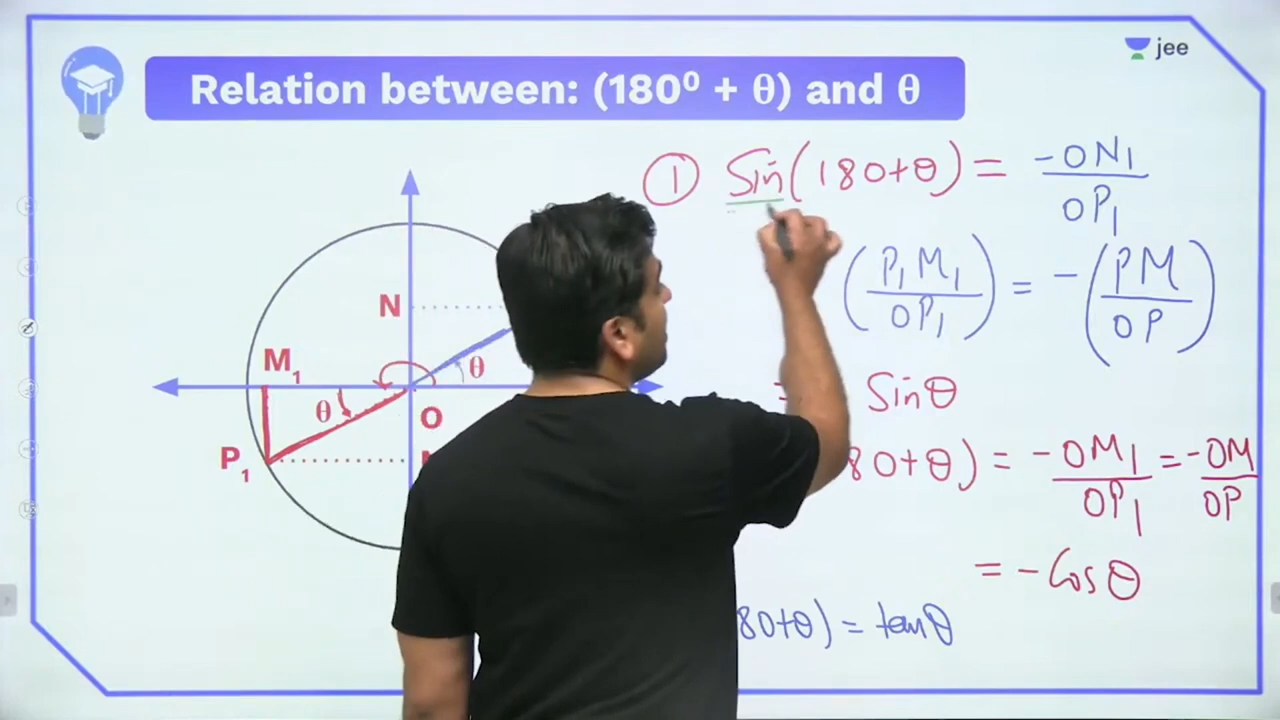 jee
Relation between: (180⁰ + θ) and θ
① Sin(180+θ) = -ON₁/OP₁
(P₁M₁/OP₁) = -(PM/OP)
Sinθ
80+θ) = -OM₁/OP₁ = -OM/OP
= -Cosθ
80+θ) = tanθ
N
M₁
θ
θ
O
P₁